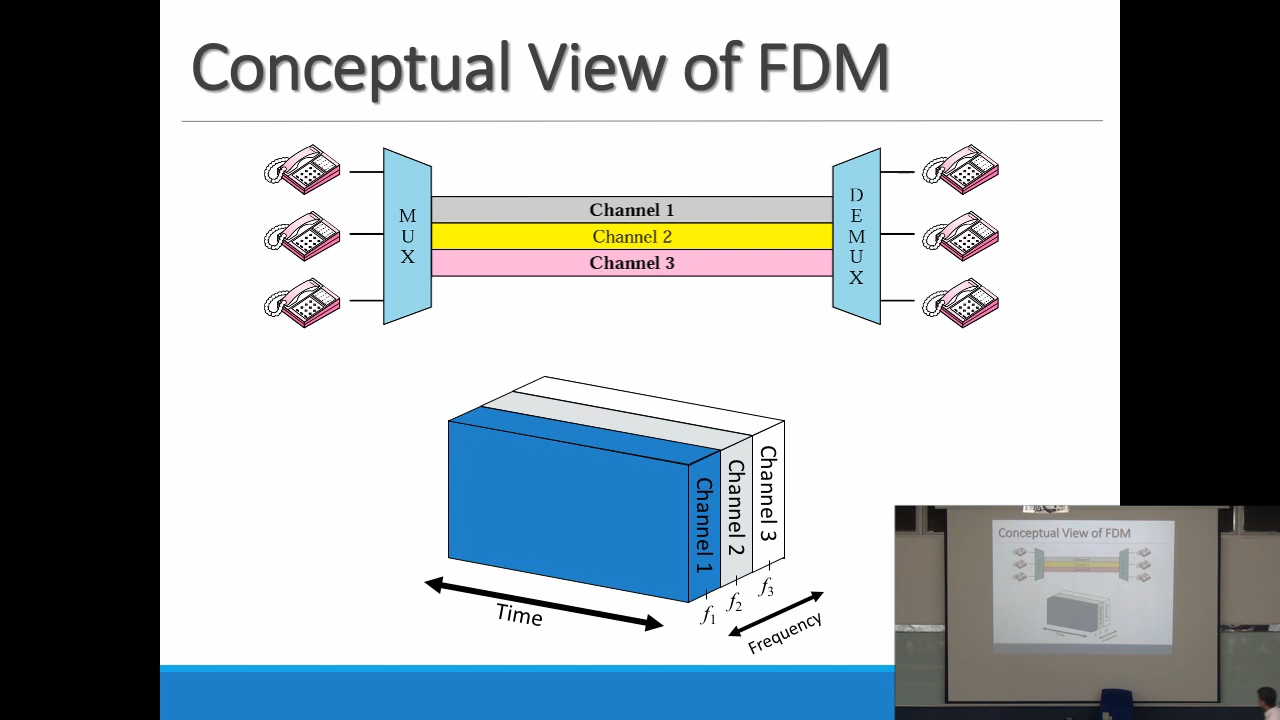 Conceptual View of FDM
M
U
X
Channel 1
Channel 2
Channel 3
D
E
M
U
X
Channel 1
Channel 2
Channel 3
f1
f2
f3
Time
Frequency
Conceptual View of FDM